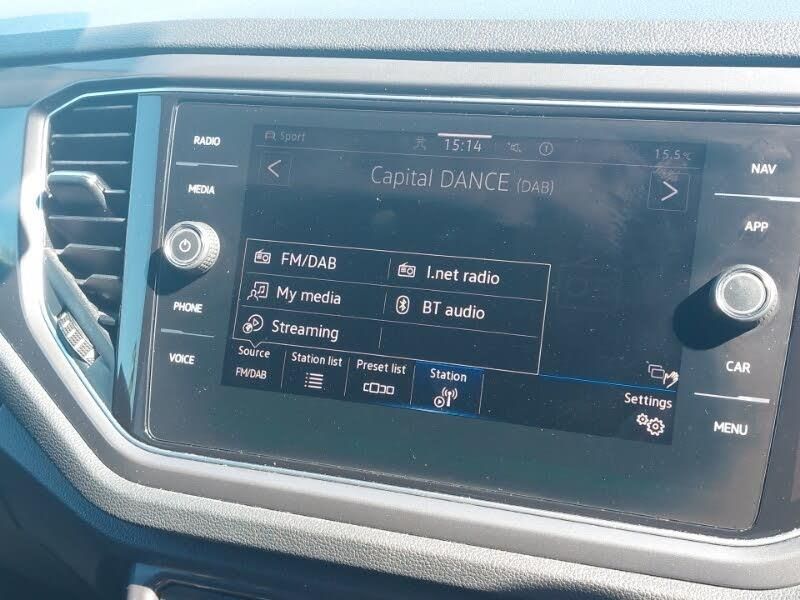 RADIO
MEDIA
PHONE
VOICE
Sport
15:14
T
15.5°C
<
Capital DANCE (DAB)
>
FM/DAB
I.net radio
My media
BT audio
Streaming
Source
FM/DAB
Station list
Preset list
Station
Settings
NAV
APP
CAR
MENU